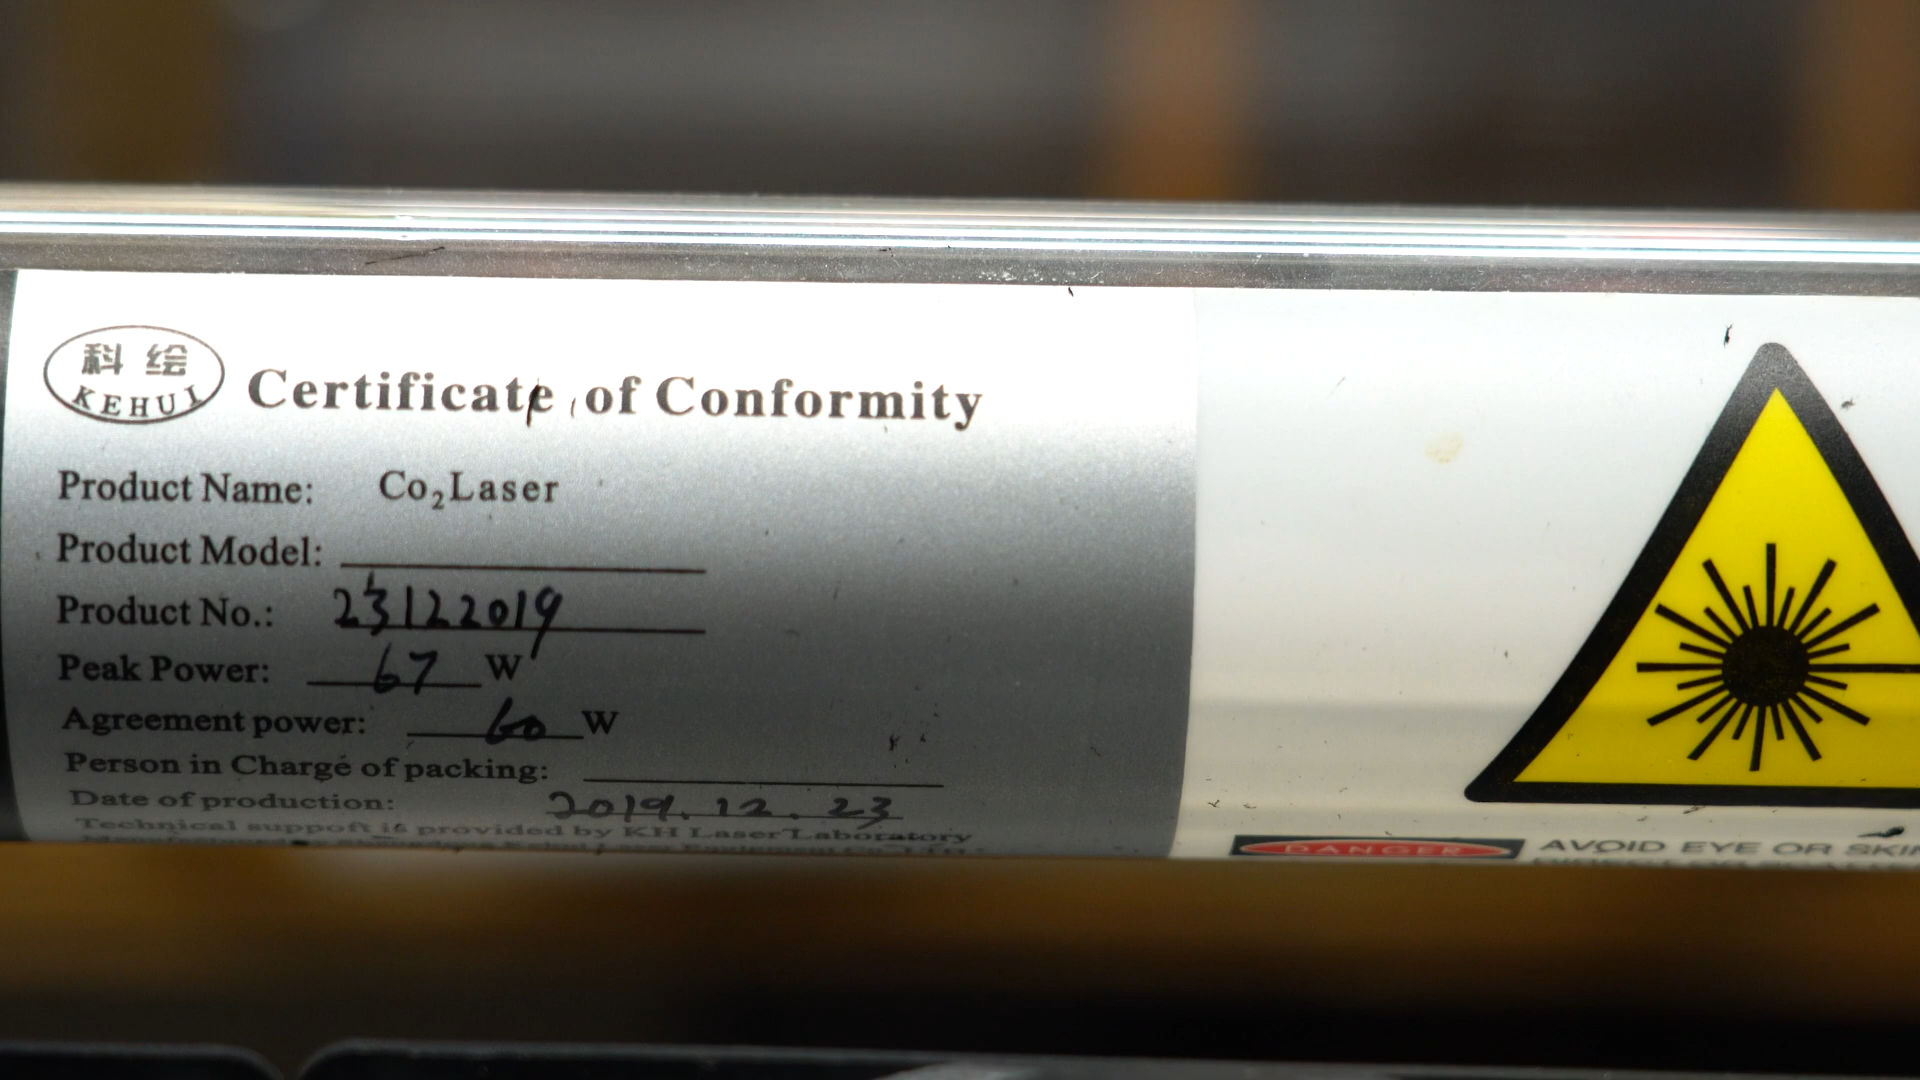 科绘
KEHUI
Certificate of Conformity
Product Name: Co₂Laser
Product Model:
Product No.: 23122019
Peak Power: 67 W
Agreement power: 60 W
Person in Charge of packing:
Date of production: 2019.12.23
Technical support is provided by KH Laser Laboratory
DANGER
AVOID EYE OR SKIN